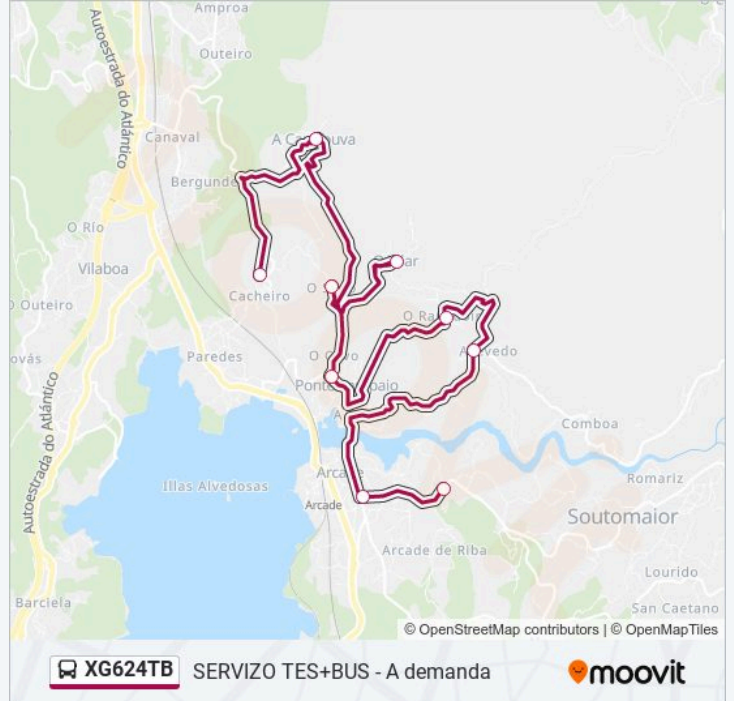 Amproa
Outeiro
Autoestrada do Atlántico
Canaval
Bergunde
O Río
Vilaboa
Cacheiro
O Outeiro
ovás
Paredes
Acevedo
Comboa
Romariz
Illas Alvedosas
Arcade
Arcade
Soutomaior
Autoestrada do Atlántico
Arcade de Riba
Lourido
Barciela
San Caetano
© OpenStreetMap contributors | © OpenMapTiles
XG624TB SERVIZO TES+BUS - A demanda
moovit